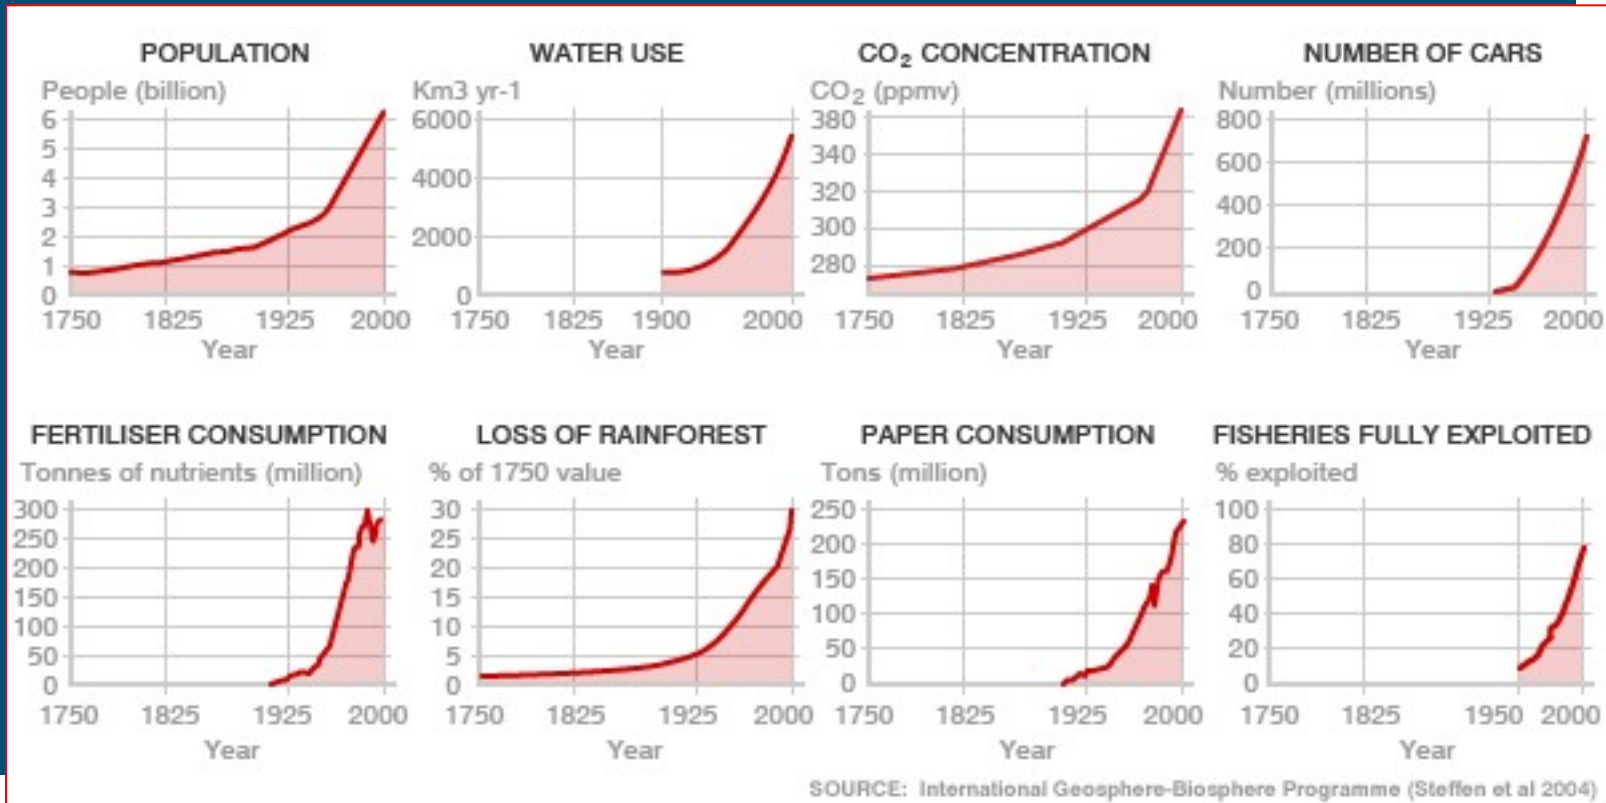 POPULATION
People (billion)
6
5
4
3
2
1
0
1750 1825 1925 2000
Year
WATER USE
Km3 yr-1
6000
4000
2000
0
1750 1825 1900 2000
Year
CO₂ CONCENTRATION
CO₂ (ppmv)
380
340
320
300
280
1750 1825 1925 2000
Year
NUMBER OF CARS
Number (millions)
800
600
400
200
0
1750 1825 1925 2000
Year
FERTILISER CONSUMPTION
Tonnes of nutrients (million)
300
250
200
150
100
50
0
1750 1825 1925 2000
Year
LOSS OF RAINFOREST
% of 1750 value
30
25
20
15
10
5
0
1750 1825 1925 2000
Year
PAPER CONSUMPTION
Tons (million)
250
200
150
100
50
0
1750 1825 1925 2000
Year
FISHERIES FULLY EXPLOITED
% exploited
100
80
60
40
20
0
1750 1825 1950 2000
Year
SOURCE: International Geosphere-Biosphere Programme (Steffen et al 2004)